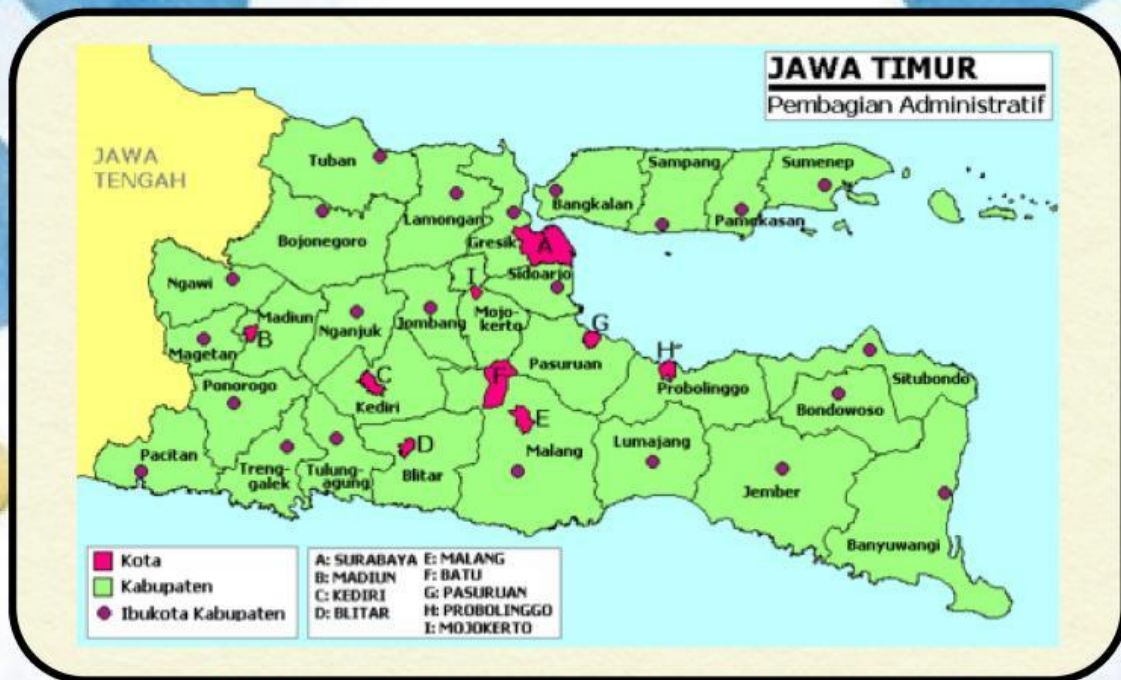 JAWA TIMUR
Pembagian Administratif
JAWA
TENGAH
Tuban
Lamongan
Bojonegoro
Gresik
A
Bangkalan
Sampang
Pamekasan
Sumenep
Ngawi
Madiun
B
Magetan
Nganjuk
Jombang
I
Mojo-
kerto
Sidoarjo
G
Pasuruan
H
Probolinggo
Situbondo
Bondowoso
Ponorogo
C
Kediri
F
E
Malang
D
Blitar
Pacitan
Treng-
galek
Tulung-
agung
Lumajang
Jember
Banyuwangi
Kota
Kabupaten
Ibukota Kabupaten
A: SURABAYA
B: MADIUN
C: KEDIRI
D: BLITAR
E: MALANG
F: BATU
G: PASURUAN
H: PROBOLINGGO
I: MOJOKERTO